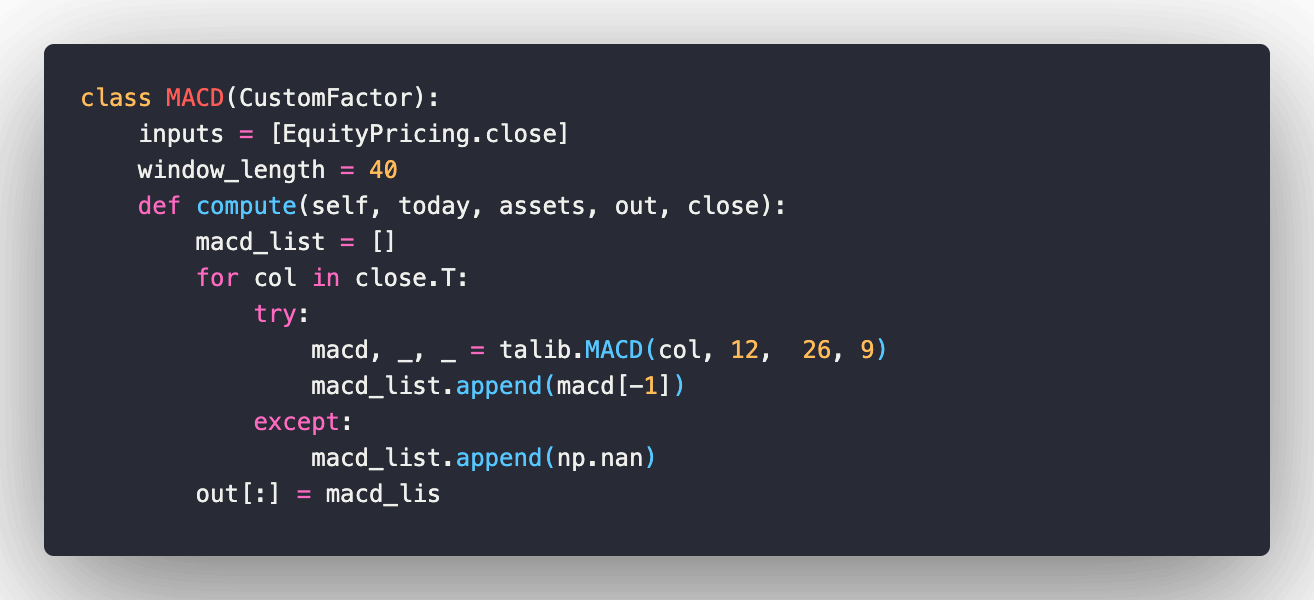 class MACD(CustomFactor):
    inputs = [EquityPricing.close]
    window_length = 40
    def compute(self, today, assets, out, close):
        macd_list = []
        for col in close.T:
            try:
                macd, _, _ = talib.MACD(col, 12,  26, 9)
                macd_list.append(macd[-1])
            except:
                macd_list.append(np.nan)
        out[:] = macd_lis